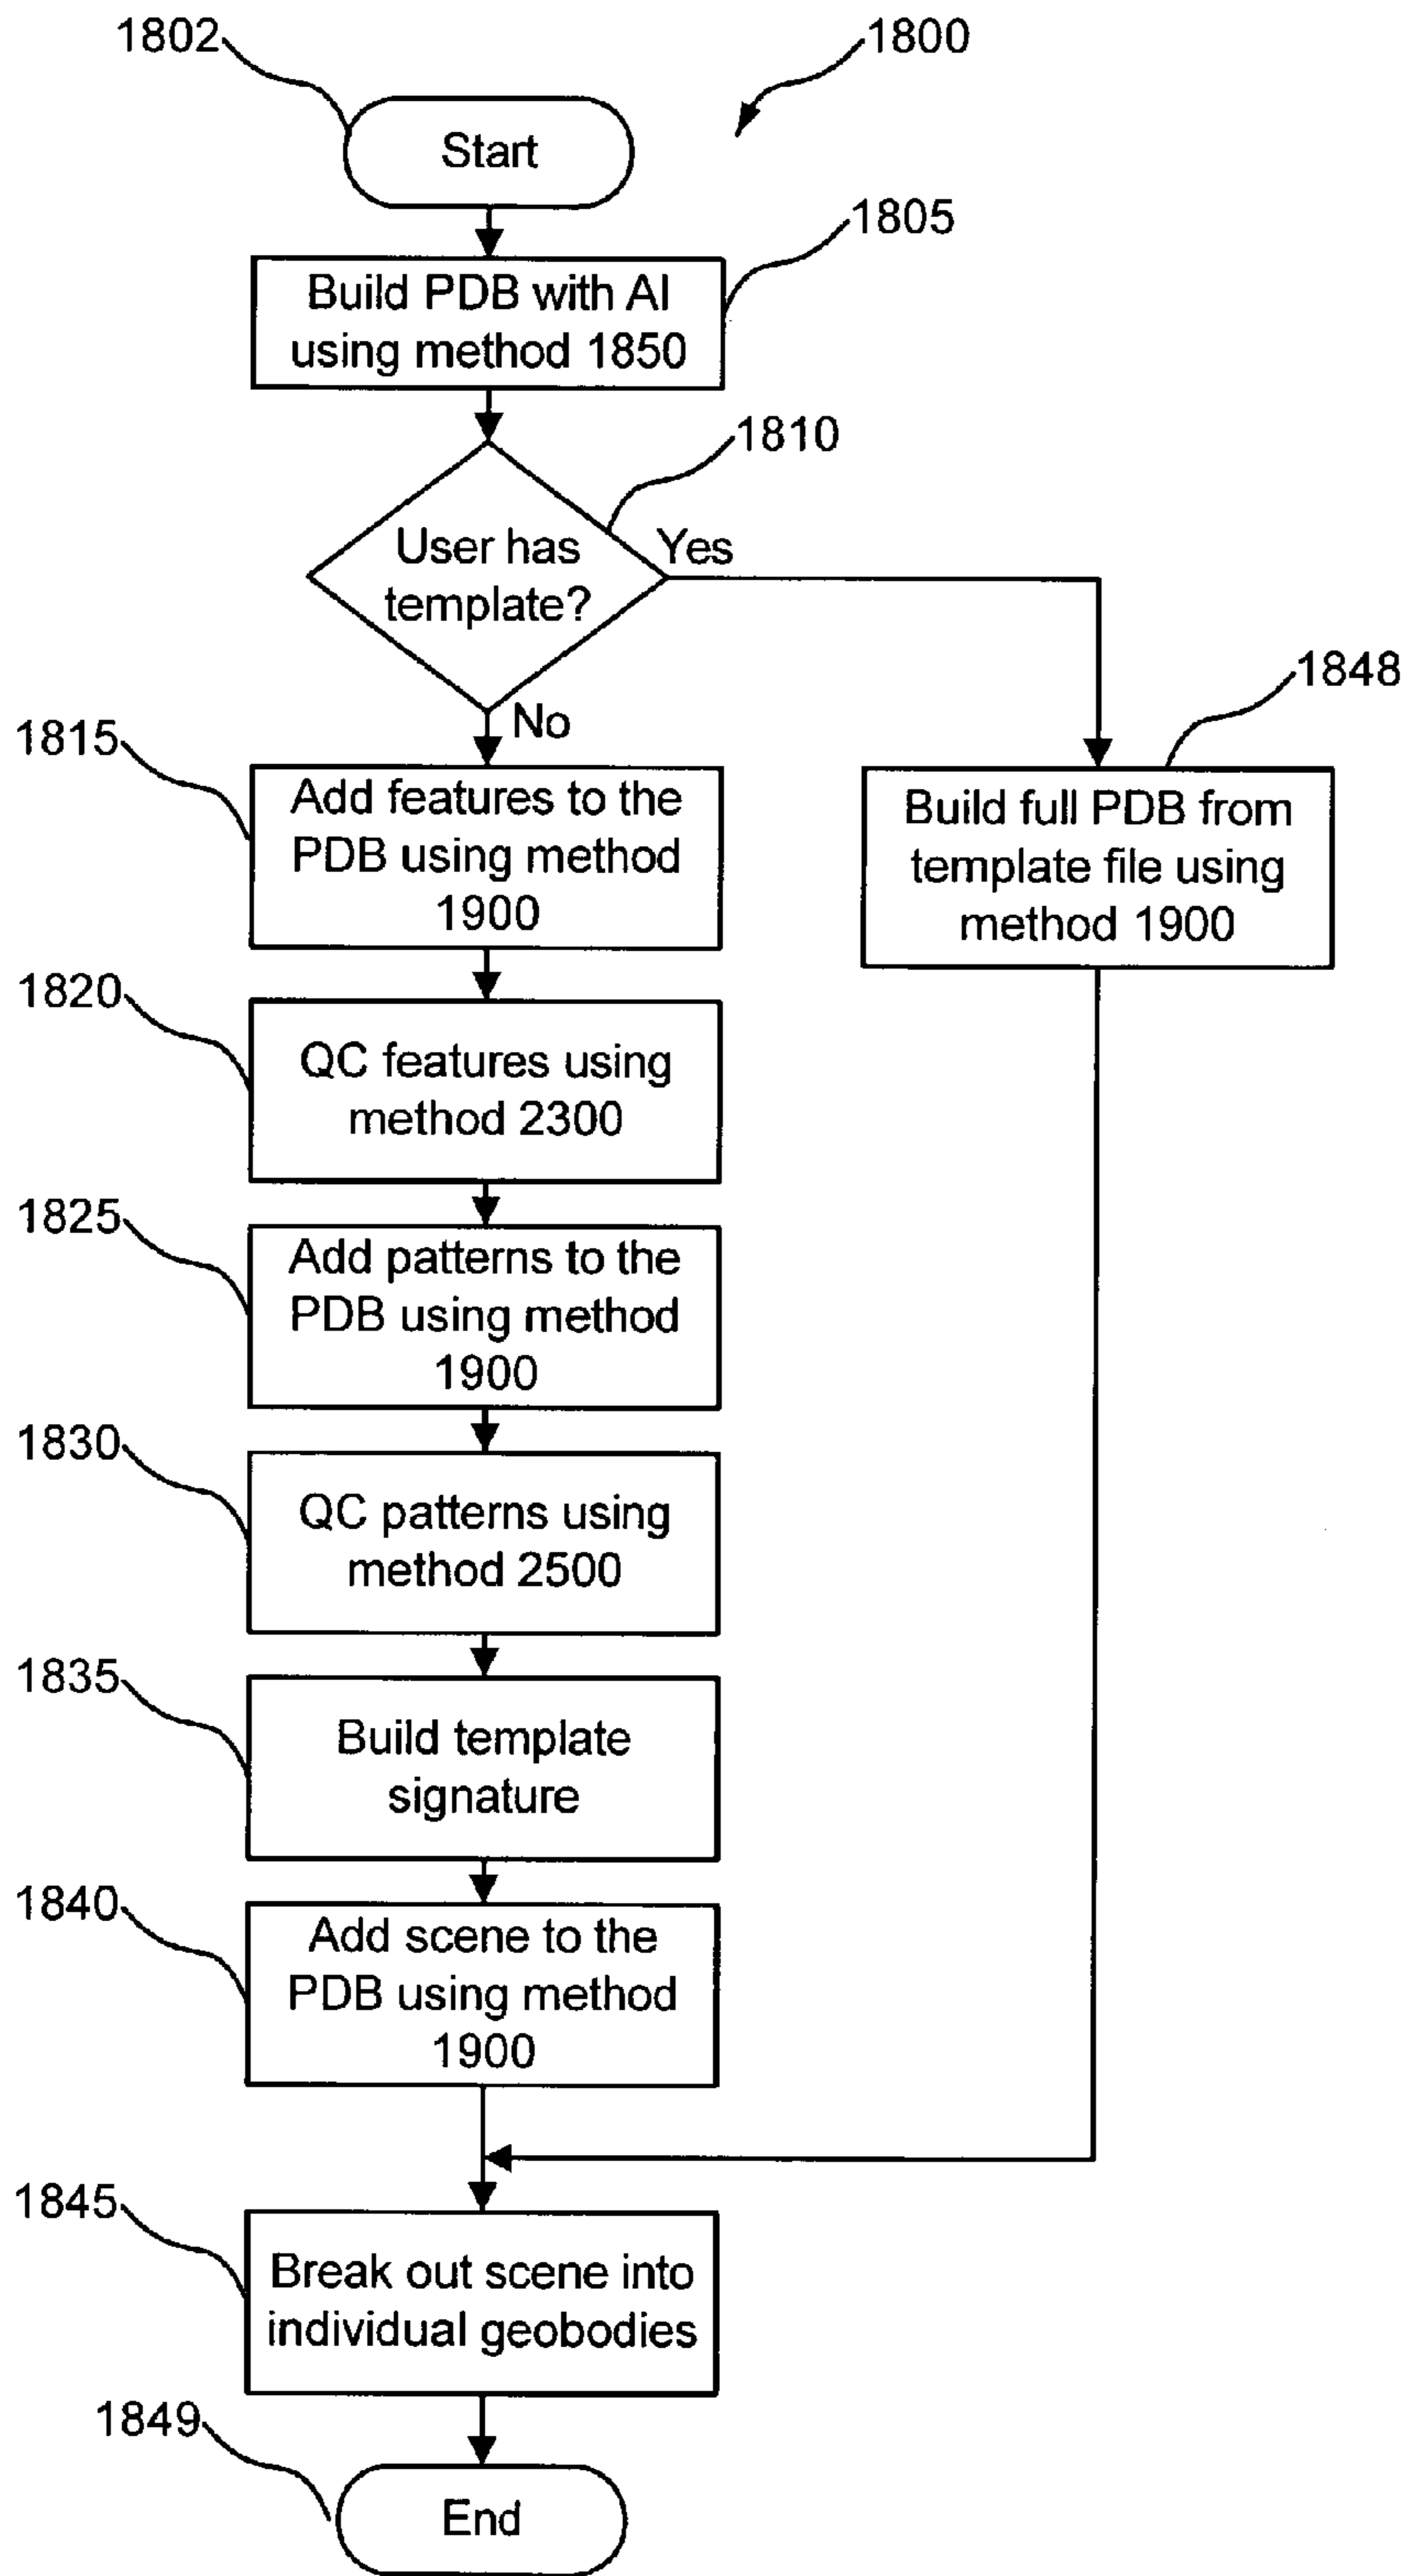 1802
1800
Start
1805
Build PDB with AI
using method 1850
1810
User has
template?
Yes
No
1848
1815
Add features to the
PDB using method
1900
Build full PDB from
template file using
method 1900
1820
QC features using
method 2300
1825
Add patterns to the
PDB using method
1900
1830
QC patterns using
method 2500
1835
Build template
signature
1840
Add scene to the
PDB using method
1900
1845
Break out scene into
individual geobodies
1849
End